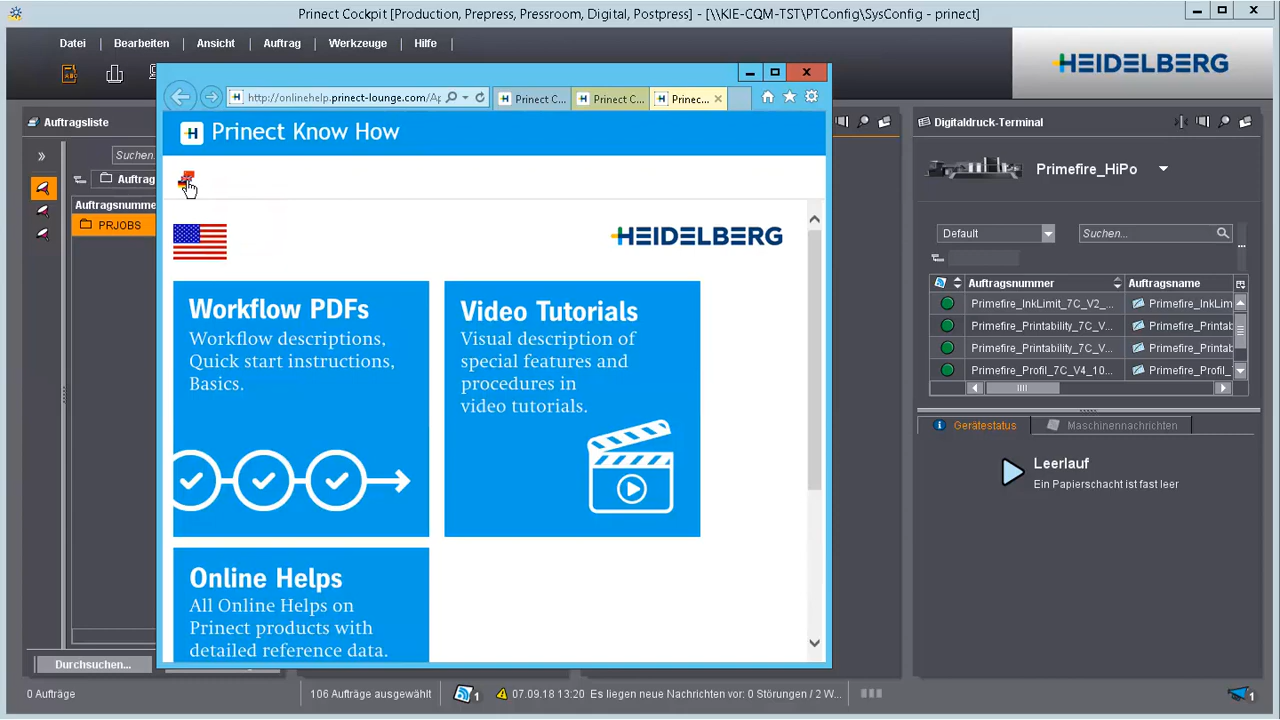 Prinect Cockpit [Production, Prepress, Pressroom, Digital, Postpress] - [\\KIE-CQM-TST\PTConfig\SysConfig - prinect]
Datei
Bearbeiten
Ansicht
Auftrag
Werkzeuge
Hilfe
HEIDELBERG
Auftragsliste
Suchen...
Auftrag
Auftragsnumme
PRJOBS
Durchsuchen...
http://onlinehelp.prinect-lounge.com/Ap
Prinect C...
Prinect C...
Prinec...
Prinect Know How
HEIDELBERG
Workflow PDFs
Workflow descriptions,
Quick start instructions,
Basics.
Video Tutorials
Visual description of
special features and
procedures in
video tutorials.
Online Helps
All Online Helps on
Prinect products with
detailed reference data.
Digitaldruck-Terminal
Primefire_HiPo
Default
Suchen...
Auftragsnummer
Auftragsname
Primefire_InkLimit_7C_V2_...
Primefire_InkLim
Primefire_Printability_7C_V...
Primefire_Printab
Primefire_Printability_7C_V...
Primefire_Printab
Primefire_Profil_7C_V4_10...
Primefire_Profil_
Gerätestatus
Maschinennachrichten
Leerlauf
Ein Papierschacht ist fast leer
0 Aufträge
106 Aufträge ausgewählt
1
07.09.18 13:20 Es liegen neue Nachrichten vor: 0 Störungen / 2 W...
1